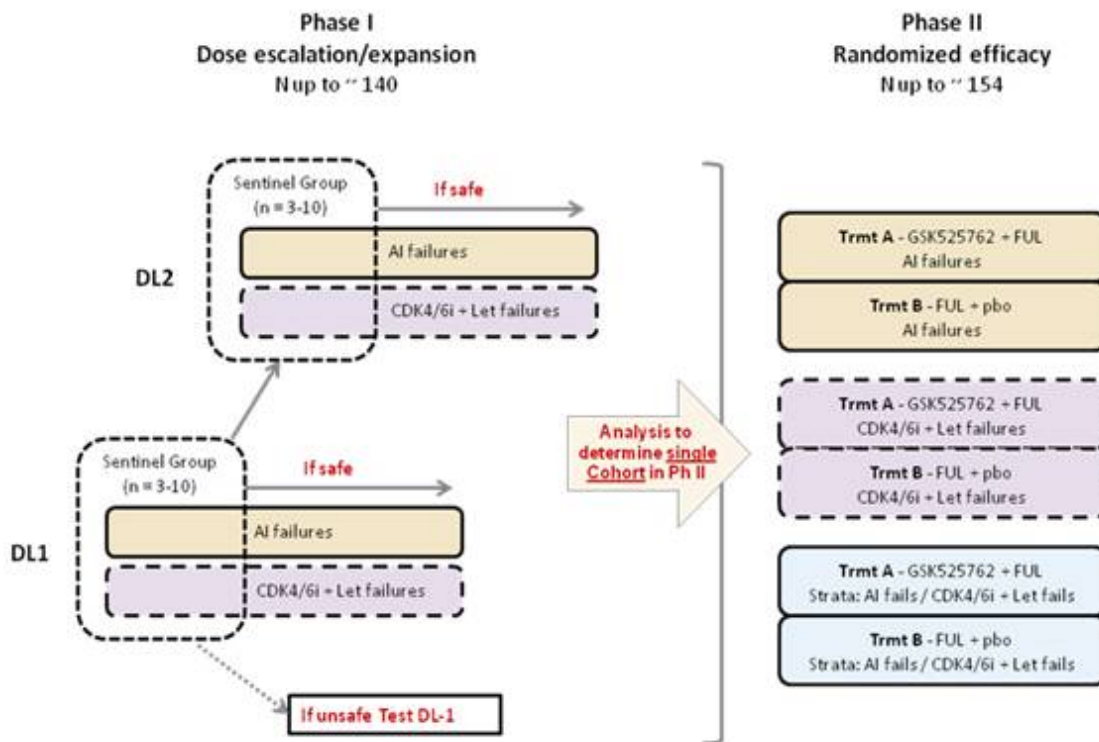 Phase I
Dose escalation/expansion
N up to ~ 140
Phase II
Randomized efficacy
N up to ~ 154
Sentinel Group
(n = 3-10)
If safe
AI failures
DL2
CDK4/6i + Let failures
Sentinel Group
(n = 3-10)
If safe
AI failures
DL1
CDK4/6i + Let failures
If unsafe Test DL-1
Analysis to
determine single
Cohort in Ph II
Trmt A - GSK525762 + FUL
AI failures
Trmt B - FUL + pbo
AI failures
Trmt A - GSK525762 + FUL
CDK4/6i + Let failures
Trmt B - FUL + pbo
CDK4/6i + Let failures
Trmt A - GSK525762 + FUL
Strata: AI fails / CDK4/6i + Let fails
Trmt B - FUL + pbo
Strata: AI fails / CDK4/6i + Let fails